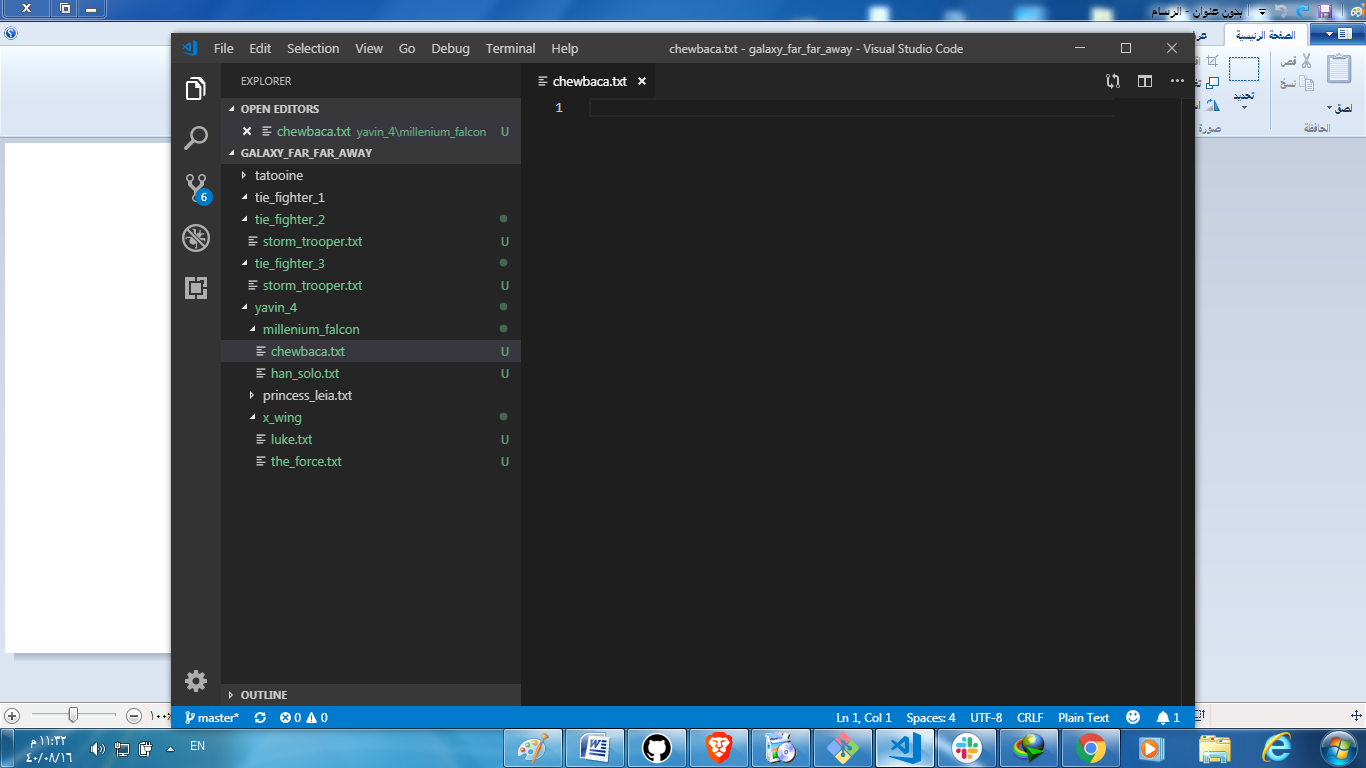 بدون عنوان - الرسام
الصفحة الرئيسية
قص
نسخ
لصق
الحافظة
تحديد
صورة
File Edit Selection View Go Debug Terminal Help
chewbaca.txt - galaxy_far_far_away - Visual Studio Code
EXPLORER
OPEN EDITORS
chewbaca.txt yavin_4\millenium_falcon U
GALAXY_FAR_FAR_AWAY
tatooine
tie_fighter_1
tie_fighter_2
storm_trooper.txt U
tie_fighter_3
storm_trooper.txt U
yavin_4
millenium_falcon
chewbaca.txt U
han_solo.txt U
princess_leia.txt
x_wing
luke.txt U
the_force.txt U
OUTLINE
6
chewbaca.txt
1
master* 0 0
Ln 1, Col 1 Spaces: 4 UTF-8 CRLF Plain Text 1
١٠٠%
EN
١١:٣٢ م
٤٠/٠٨/١٦